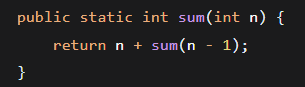 public static int sum(int n) {
    return n + sum(n - 1);
}